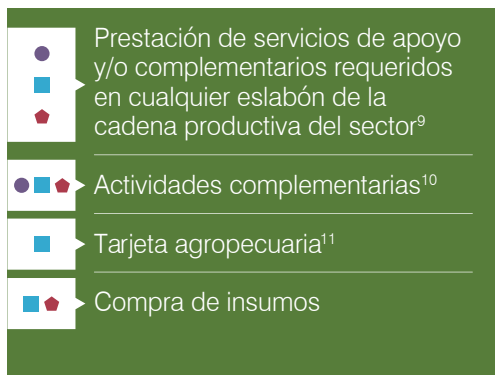 Prestación de servicios de apoyo
y/o complementarios requeridos
en cualquier eslabón de la
cadena productiva del sector⁹
Actividades complementarias¹⁰
Tarjeta agropecuaria¹¹
Compra de insumos